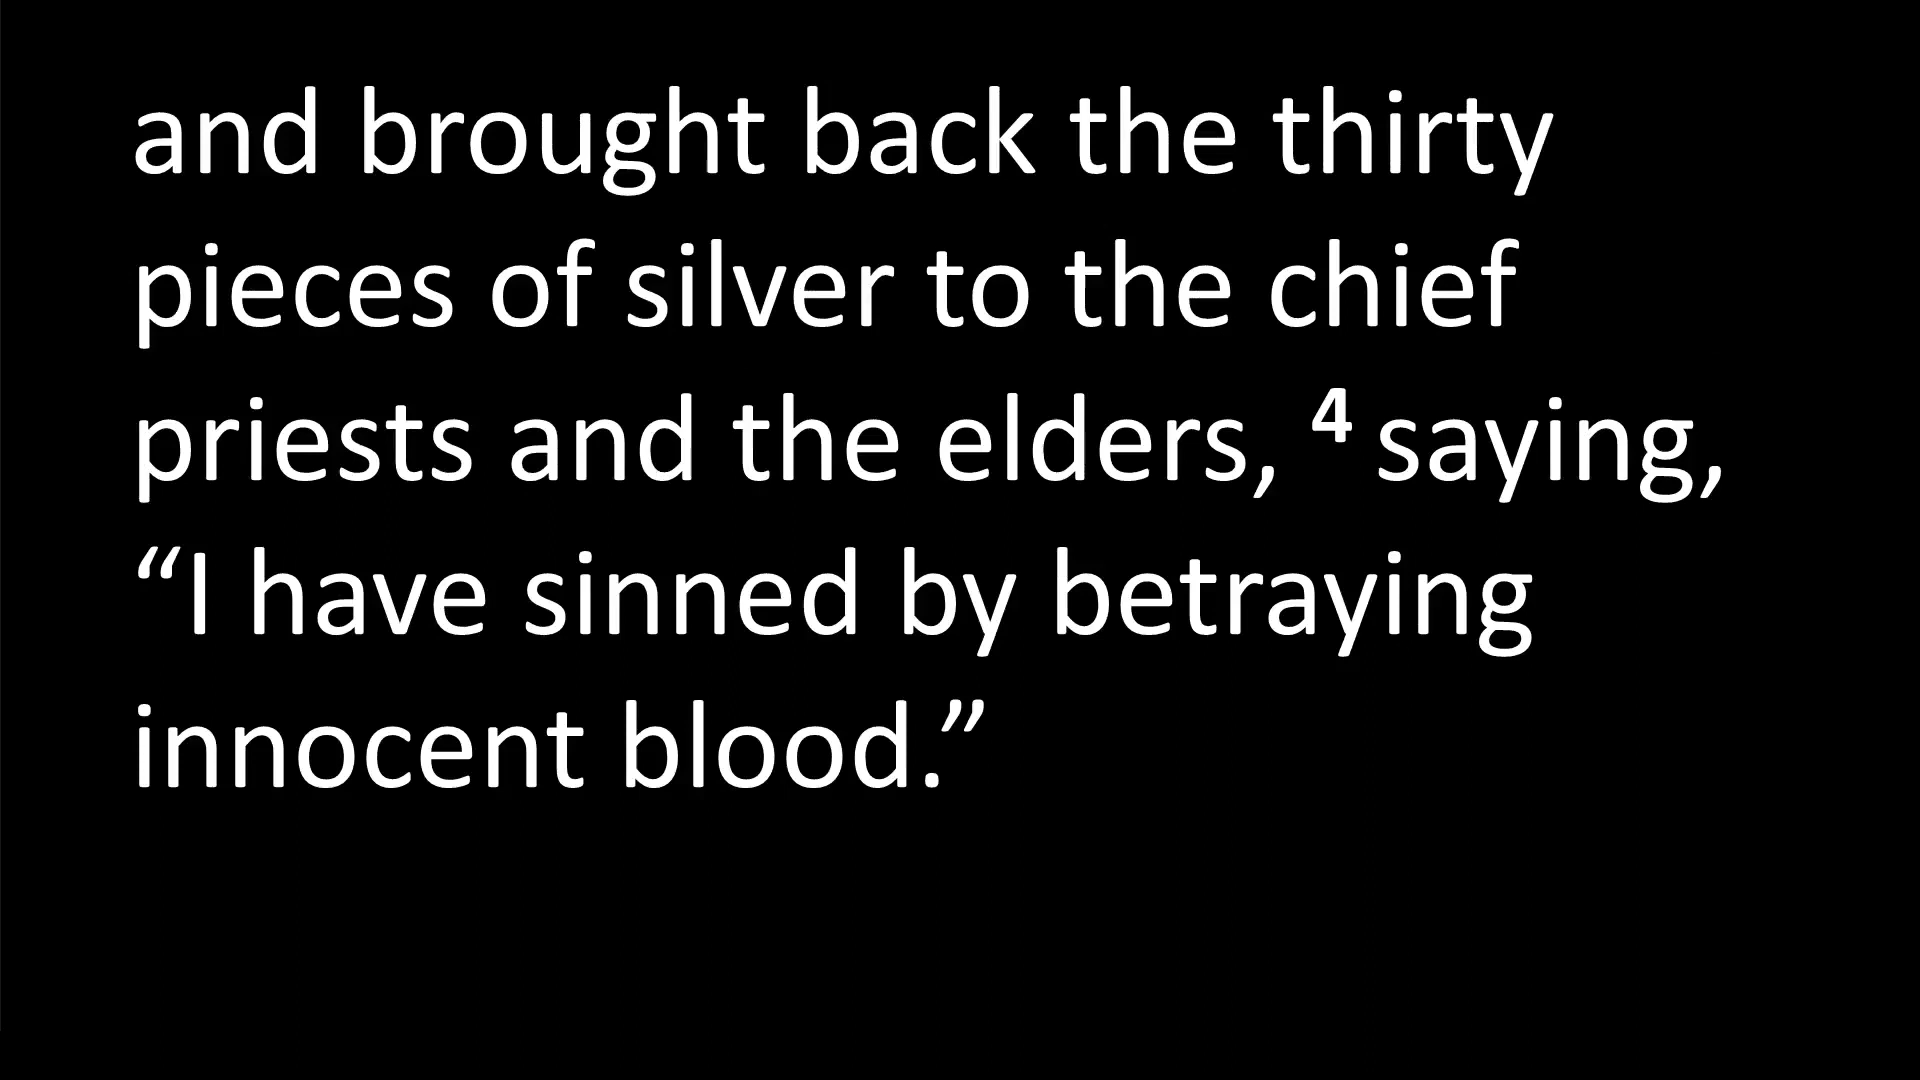 and brought back the thirty
pieces of silver to the chief
priests and the elders, ⁴ saying,
“I have sinned by betraying
innocent blood.”